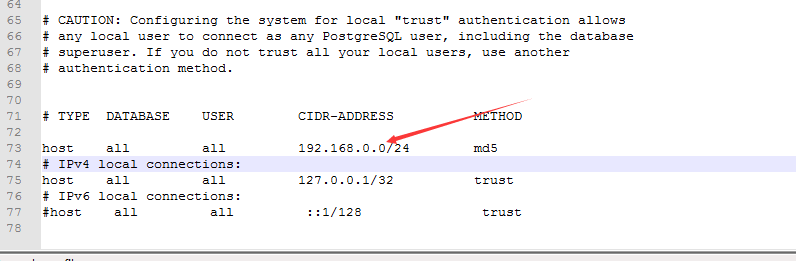 64
65 # CAUTION: Configuring the system for local "trust" authentication allows
66 # any local user to connect as any PostgreSQL user, including the database
67 # superuser. If you do not trust all your local users, use another
68 # authentication method.
69
70
71 # TYPE  DATABASE    USER        CIDR-ADDRESS          METHOD
72
73 host    all         all         192.168.0.0/24        md5
74 # IPv4 local connections:
75 host    all         all         127.0.0.1/32          trust
76 # IPv6 local connections:
77 #host    all         all         ::1/128               trust
78